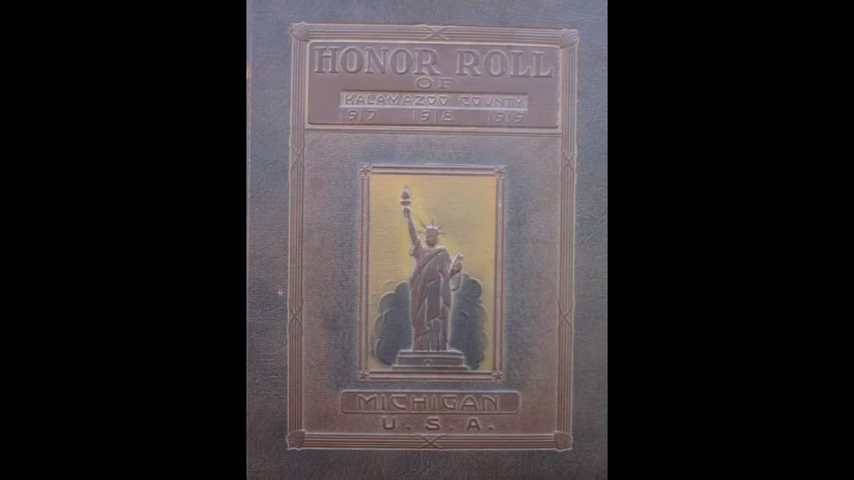 HONOR ROLL
OF
KALAMAZOO COUNTY
1917 1918 1919
MICHIGAN
U.S.A.